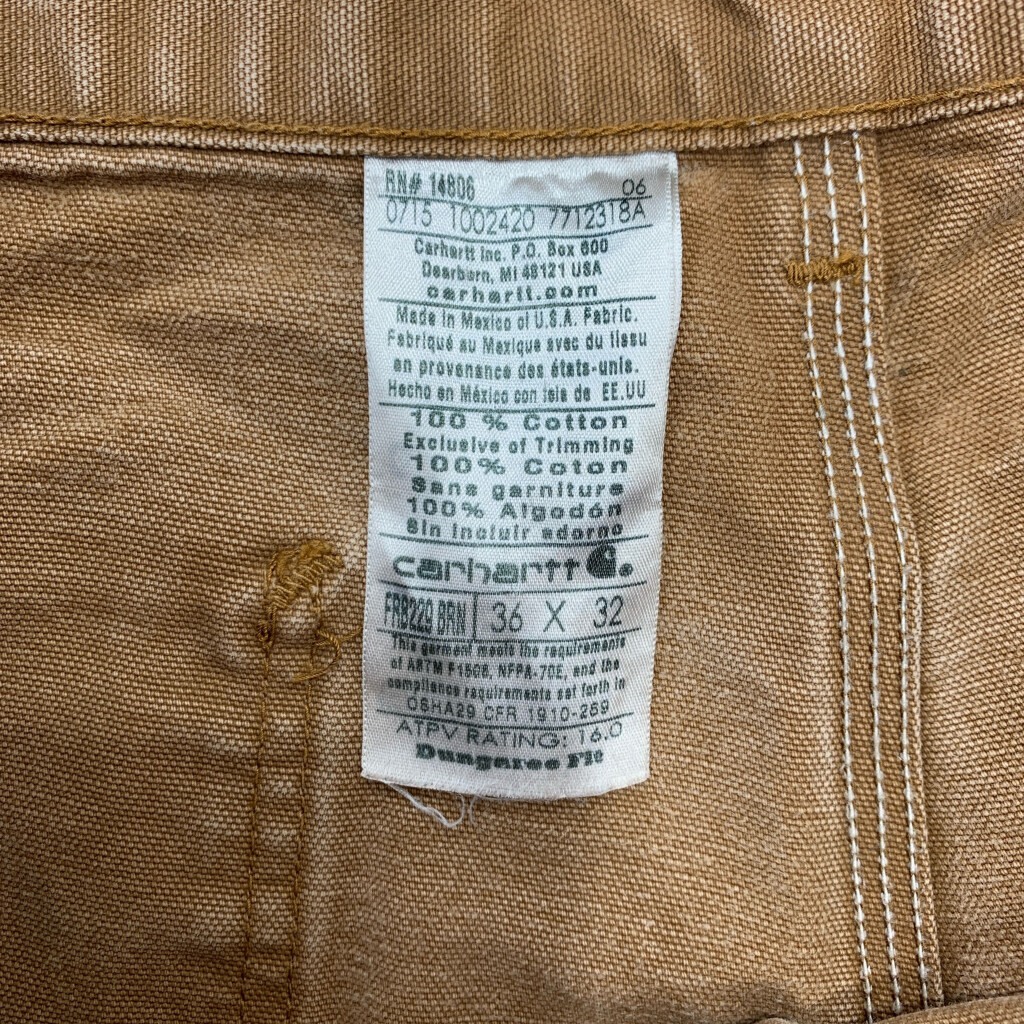 RN# 14806 06
0715 1002420 7712318A
Carhartt Inc. P.O. Box 600
Dearborn, MI 48121 USA
carhartt.com
Made in Mexico of U.S.A. Fabric.
Fabriqué au Mexique avec du tissu
en provenance des états-unis.
Hecho en México con tela de EE.UU
100 % Cotton
Exclusive of Trimming
100% Coton
Sans garniture
100% Algodón
Sin incluir adorno
carhartt
FRB229 BRN 36 X 32
This garment meets the requirements
of ASTM F1506, NFPA-70E, and the
compliance requirements set forth in
OSHA29 CFR 1910-269
ATPV RATING: 16.0
Dungaree Fit